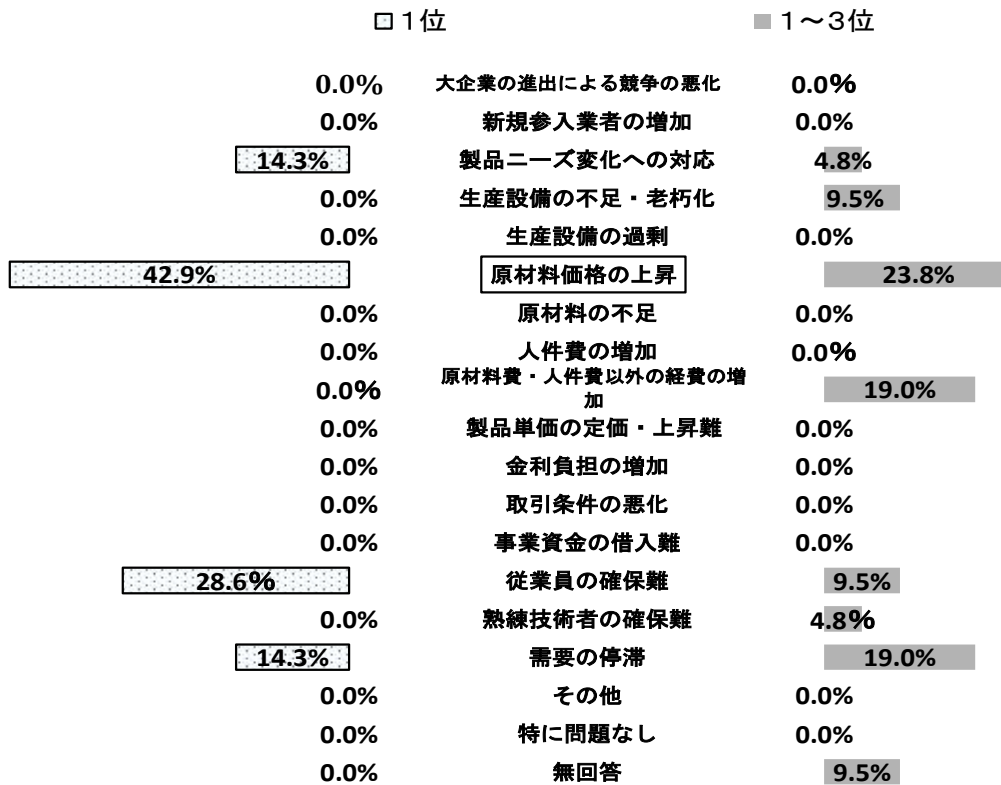 1位 1～3位
0.0% 大企業の進出による競争の悪化 0.0%
0.0% 新規参入業者の増加 0.0%
14.3% 製品ニーズ変化への対応 4.8%
0.0% 生産設備の不足・老朽化 9.5%
0.0% 生産設備の過剰 0.0%
42.9% 原材料価格の上昇 23.8%
0.0% 原材料の不足 0.0%
0.0% 人件費の増加 0.0%
0.0% 原材料費・人件費以外の経費の増 19.0%
加
0.0% 製品単価の定価・上昇難 0.0%
0.0% 金利負担の増加 0.0%
0.0% 取引条件の悪化 0.0%
0.0% 事業資金の借入難 0.0%
28.6% 従業員の確保難 9.5%
0.0% 熟練技術者の確保難 4.8%
14.3% 需要の停滞 19.0%
0.0% その他 0.0%
0.0% 特に問題なし 0.0%
0.0% 無回答 9.5%